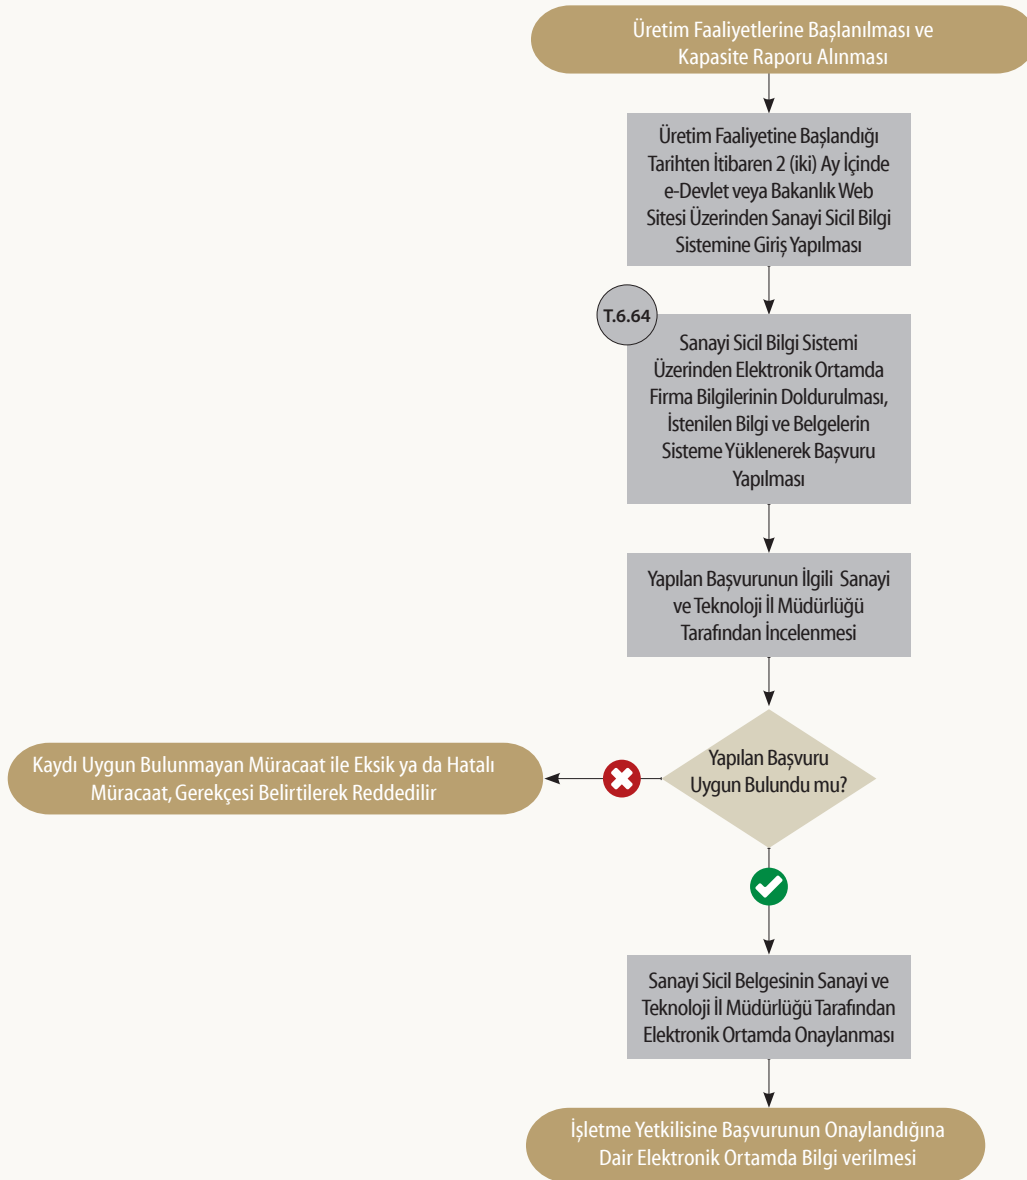 Üretim Faaliyetlerine Başlanılması ve
Kapasite Raporu Alınması
Üretim Faaliyetine Başlandığı
Tarihten İtibaren 2 (iki) Ay İçinde
e-Devlet veya Bakanlık Web
Sitesi Üzerinden Sanayi Sicil Bilgi
Sistemine Giriş Yapılması
T.6.64
Sanayi Sicil Bilgi Sistemi
Üzerinden Elektronik Ortamda
Firma Bilgilerinin Doldurulması,
İstenilen Bilgi ve Belgelerin
Sisteme Yüklenerek Başvuru
Yapılması
Yapılan Başvurunun İlgili Sanayi
ve Teknoloji İl Müdürlüğü
Tarafından İncelenmesi
Yapılan Başvuru
Uygun Bulundu mu?
Kaydı Uygun Bulunmayan Müracaat ile Eksik ya da Hatalı
Müracaat, Gerekçesi Belirtilerek Reddedilir
Sanayi Sicil Belgesinin Sanayi ve
Teknoloji İl Müdürlüğü Tarafından
Elektronik Ortamda Onaylanması
İşletme Yetkilisine Başvurunun Onaylandığına
Dair Elektronik Ortamda Bilgi verilmesi